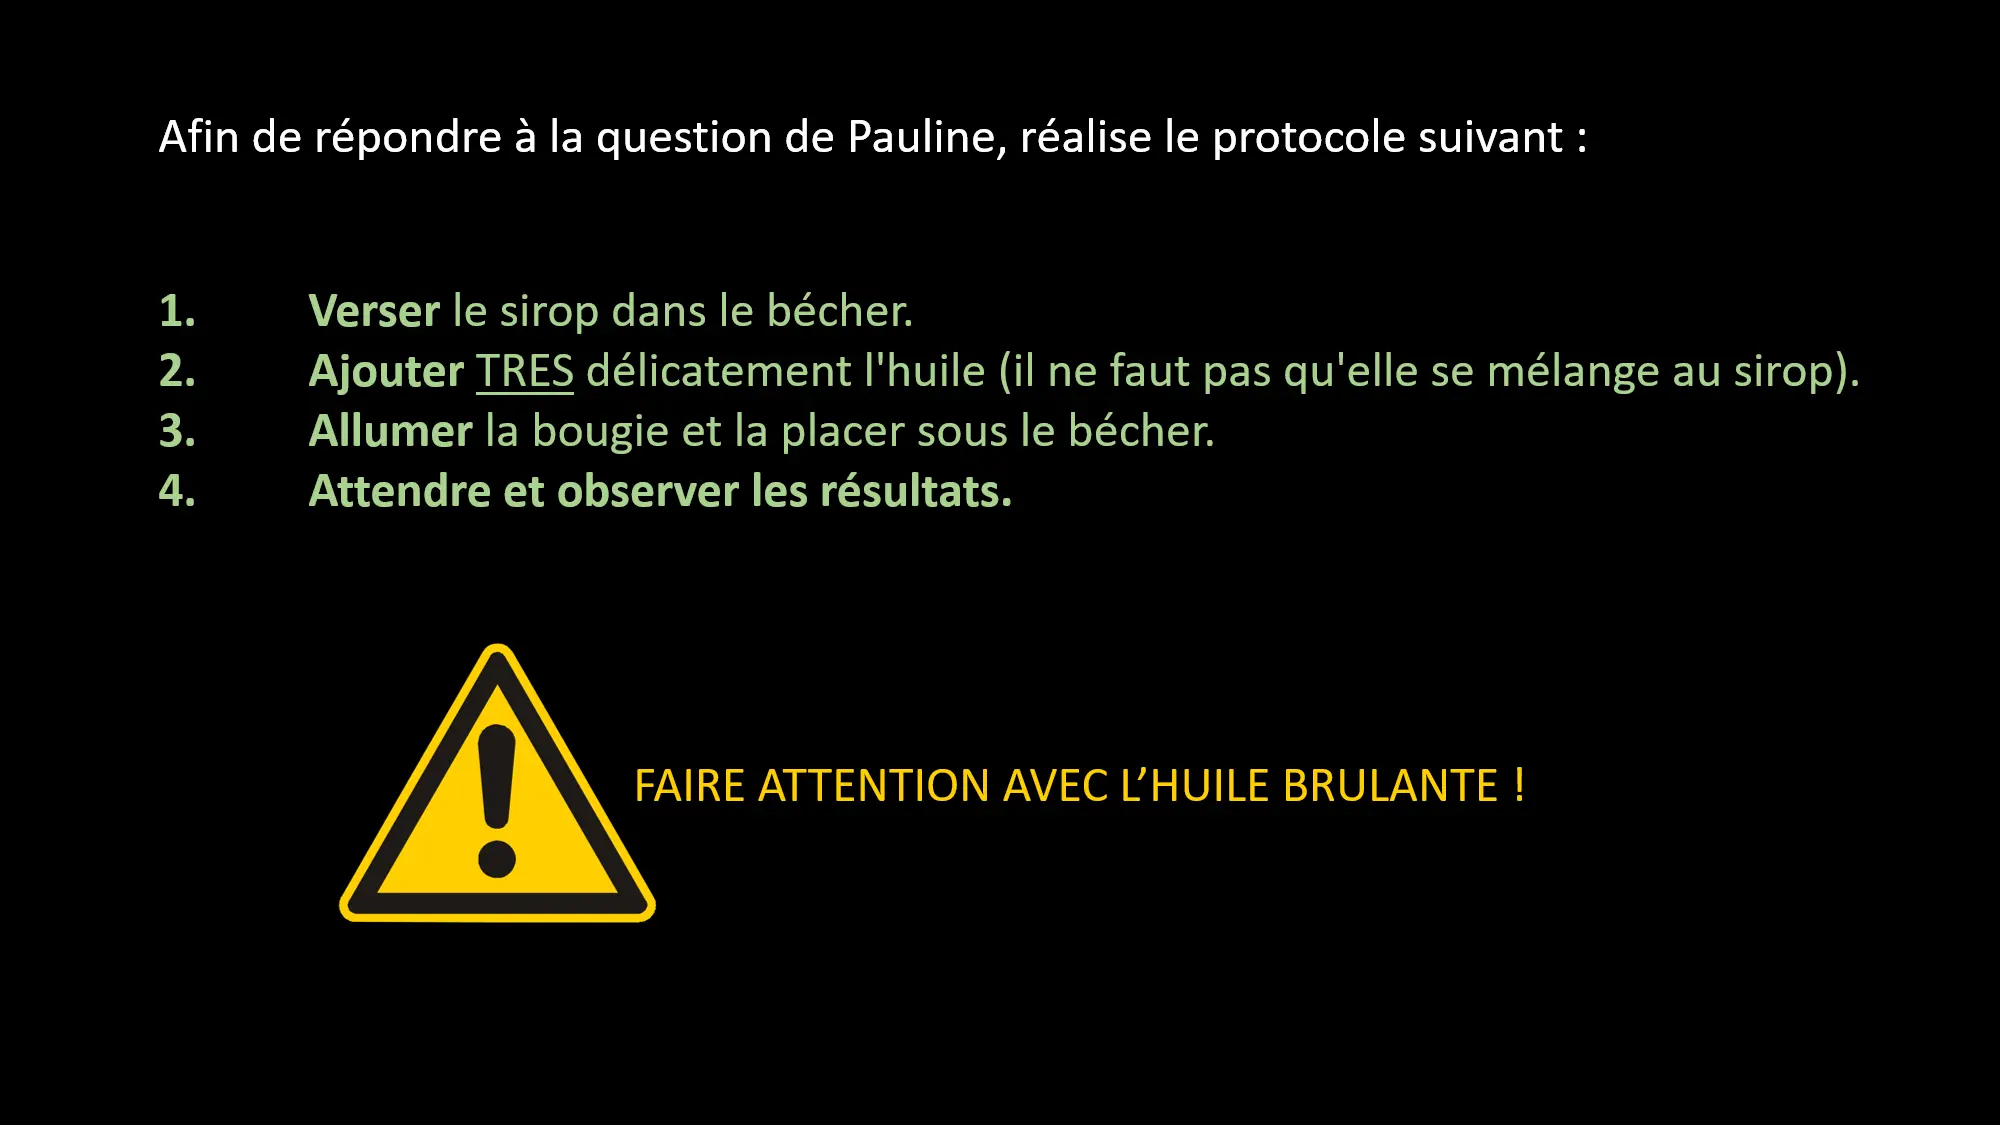 Afin de répondre à la question de Pauline, réalise le protocole suivant :
1. Verser le sirop dans le bécher.
2. Ajouter TRES délicatement l'huile (il ne faut pas qu'elle se mélange au sirop).
3. Allumer la bougie et la placer sous le bécher.
4. Attendre et observer les résultats.
FAIRE ATTENTION AVEC L’HUILE BRULANTE !